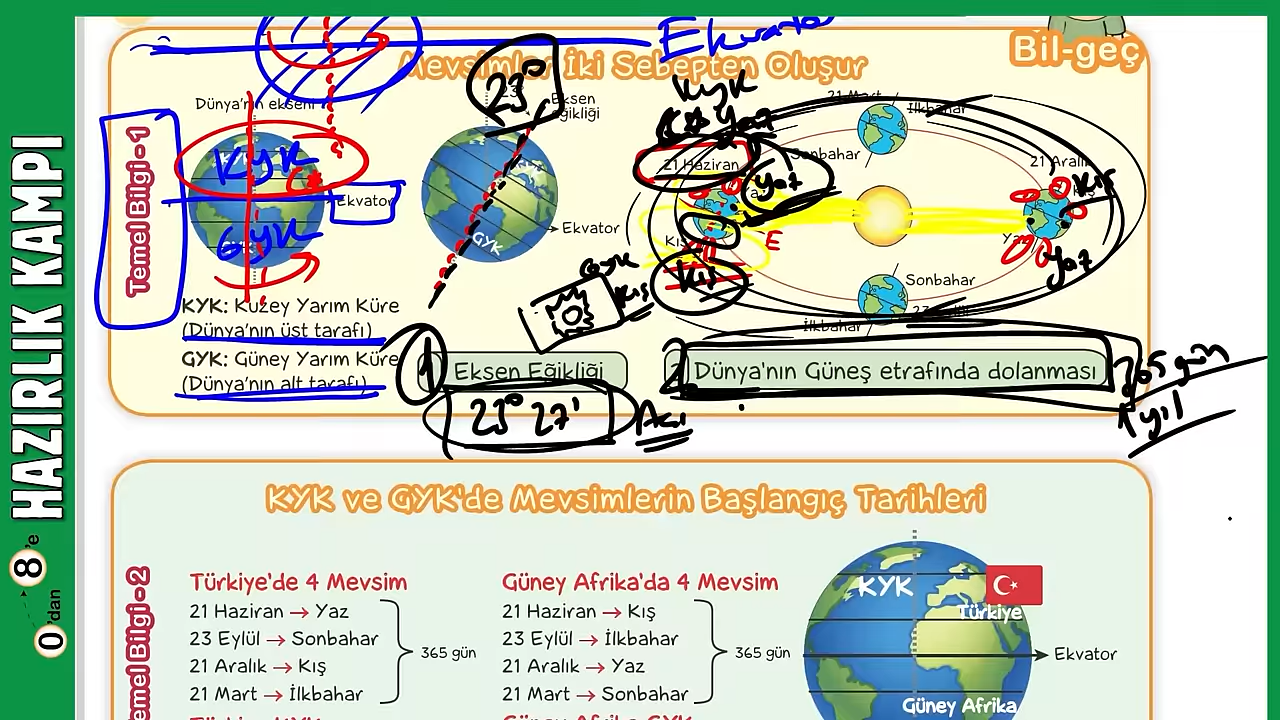 HAZIRLIK KAMPI
0'dan 8'e
Ekvator
Bil-geç
Mevsimler İki Sebepten Oluşur
Temel Bilgi - 1
Dünya'nın ekseni
KYK
GYK
Ekvator
KYK: Kuzey Yarım Küre
(Dünya'nın üst tarafı)
GYK: Güney Yarım Küre
(Dünya'nın alt tarafı)
23°
Eksen
eğikliği
Ekvator
GYK
1
Eksen Eğikliği
23° 27'
Açı
KYK
Yaz
21 Mart
İlkbahar
Sonbahar
21 Haziran
Yaz
21 Aralık
Kış
Kış
Kış
E
Yaz
Sonbahar
İlkbahar
GYK
Kış
2
Dünya'nın Güneş etrafında dolanması
365 gün
1 yıl
KYK ve GYK'de Mevsimlerin Başlangıç Tarihleri
Temel Bilgi-2
Türkiye'de 4 Mevsim
21 Haziran → Yaz
23 Eylül → Sonbahar
21 Aralık → Kış
21 Mart → İlkbahar
365 gün
Güney Afrika'da 4 Mevsim
21 Haziran → Kış
23 Eylül → İlkbahar
21 Aralık → Yaz
21 Mart → Sonbahar
365 gün
KYK
Türkiye
Ekvator
Güney Afrika